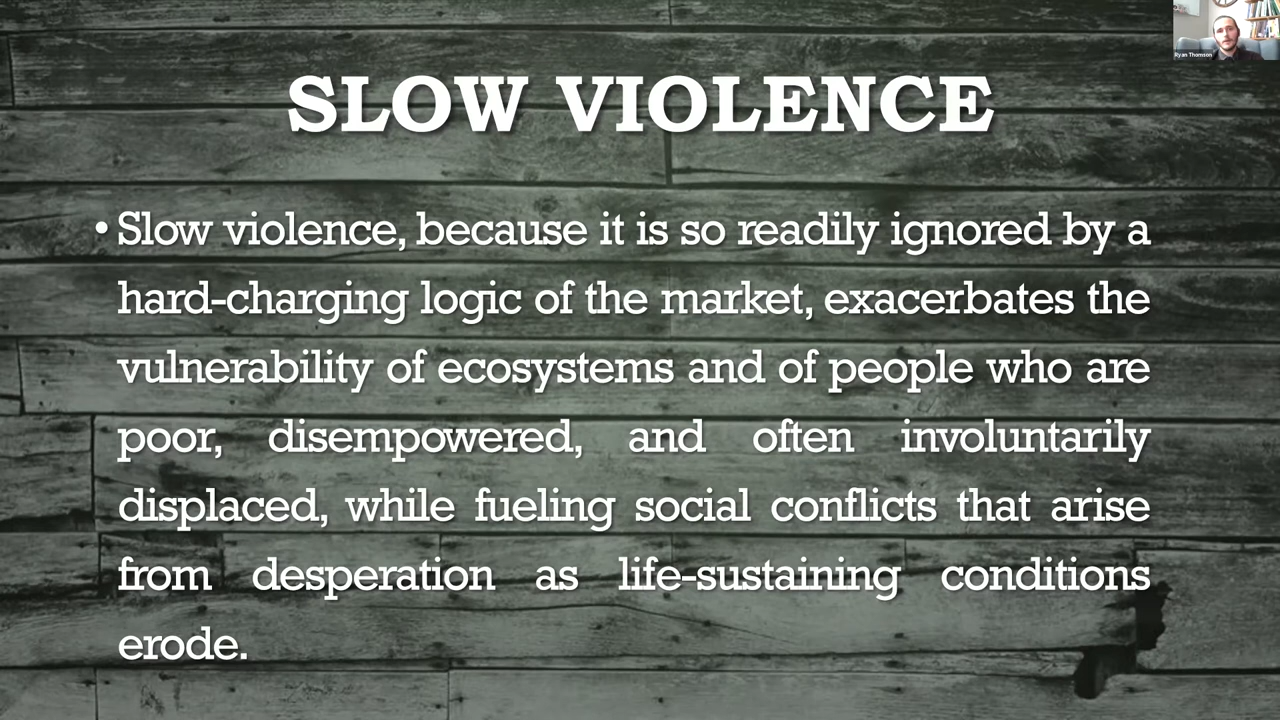 Ryan Thomson
SLOW VIOLENCE
• Slow violence, because it is so readily ignored by a
hard-charging logic of the market, exacerbates the
vulnerability of ecosystems and of people who are
poor, disempowered, and often involuntarily
displaced, while fueling social conflicts that arise
from desperation as life-sustaining conditions
erode.